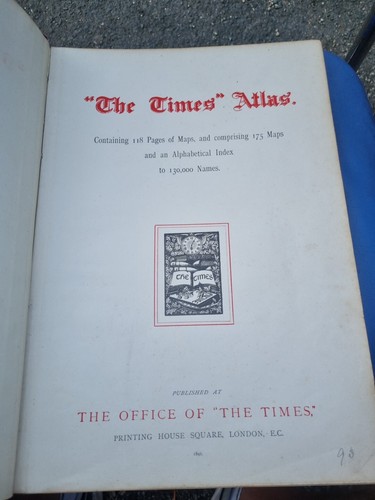 "The Times" Atlas.
Containing 118 Pages of Maps, and comprising 173 Maps
and an Alphabetical Index
to 130,000 Names.
THE TIMES
PUBLISHED AT
THE OFFICE OF "THE TIMES,"
PRINTING HOUSE SQUARE, LONDON, E.C.